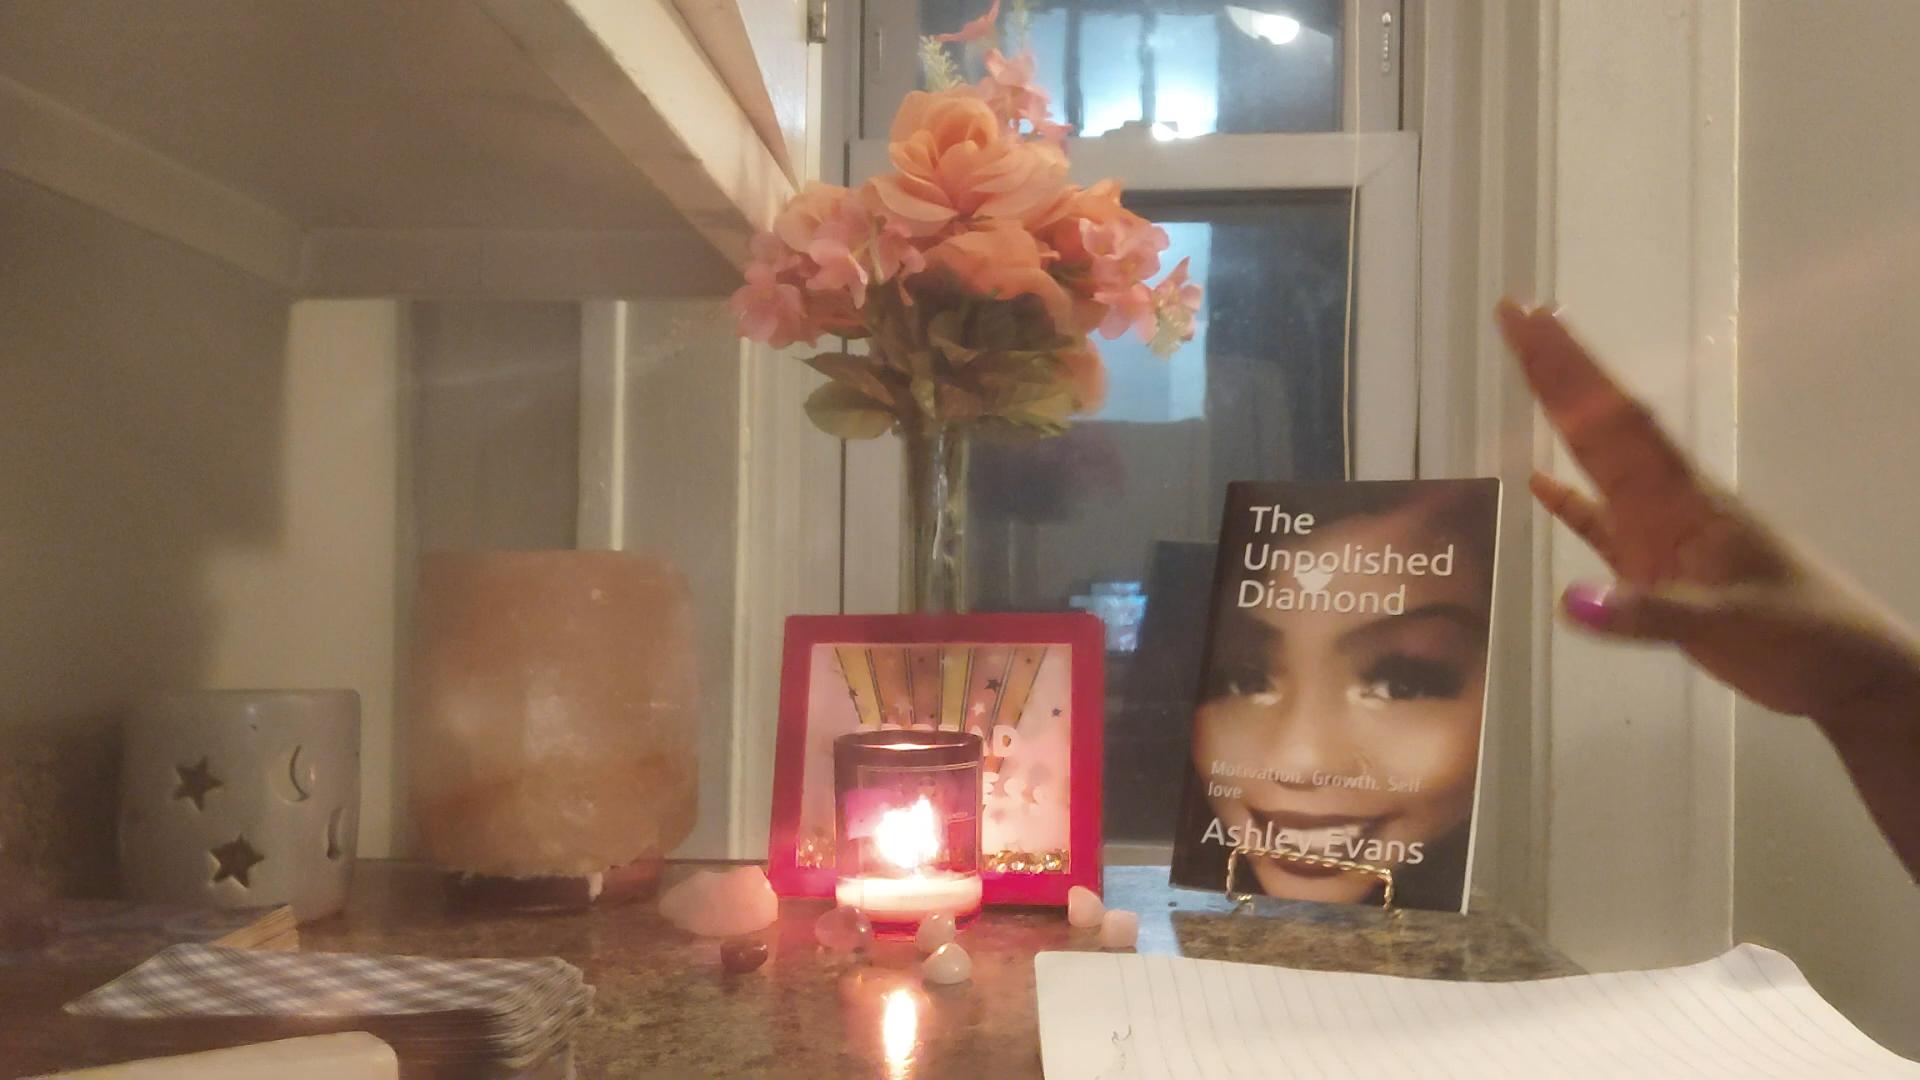 The
Unpolished
Diamond
Motivation. Growth. Self
love
Ashley Evans